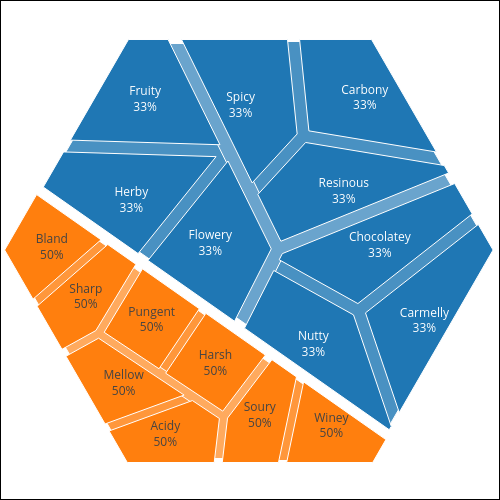 Fruity
33%
Spicy
33%
Carbony
33%
Herby
33%
Flowery
33%
Resinous
33%
Chocolatey
33%
Carmelly
33%
Nutty
33%
Bland
50%
Sharp
50%
Pungent
50%
Harsh
50%
Mellow
50%
Acidy
50%
Soury
50%
Winey
50%